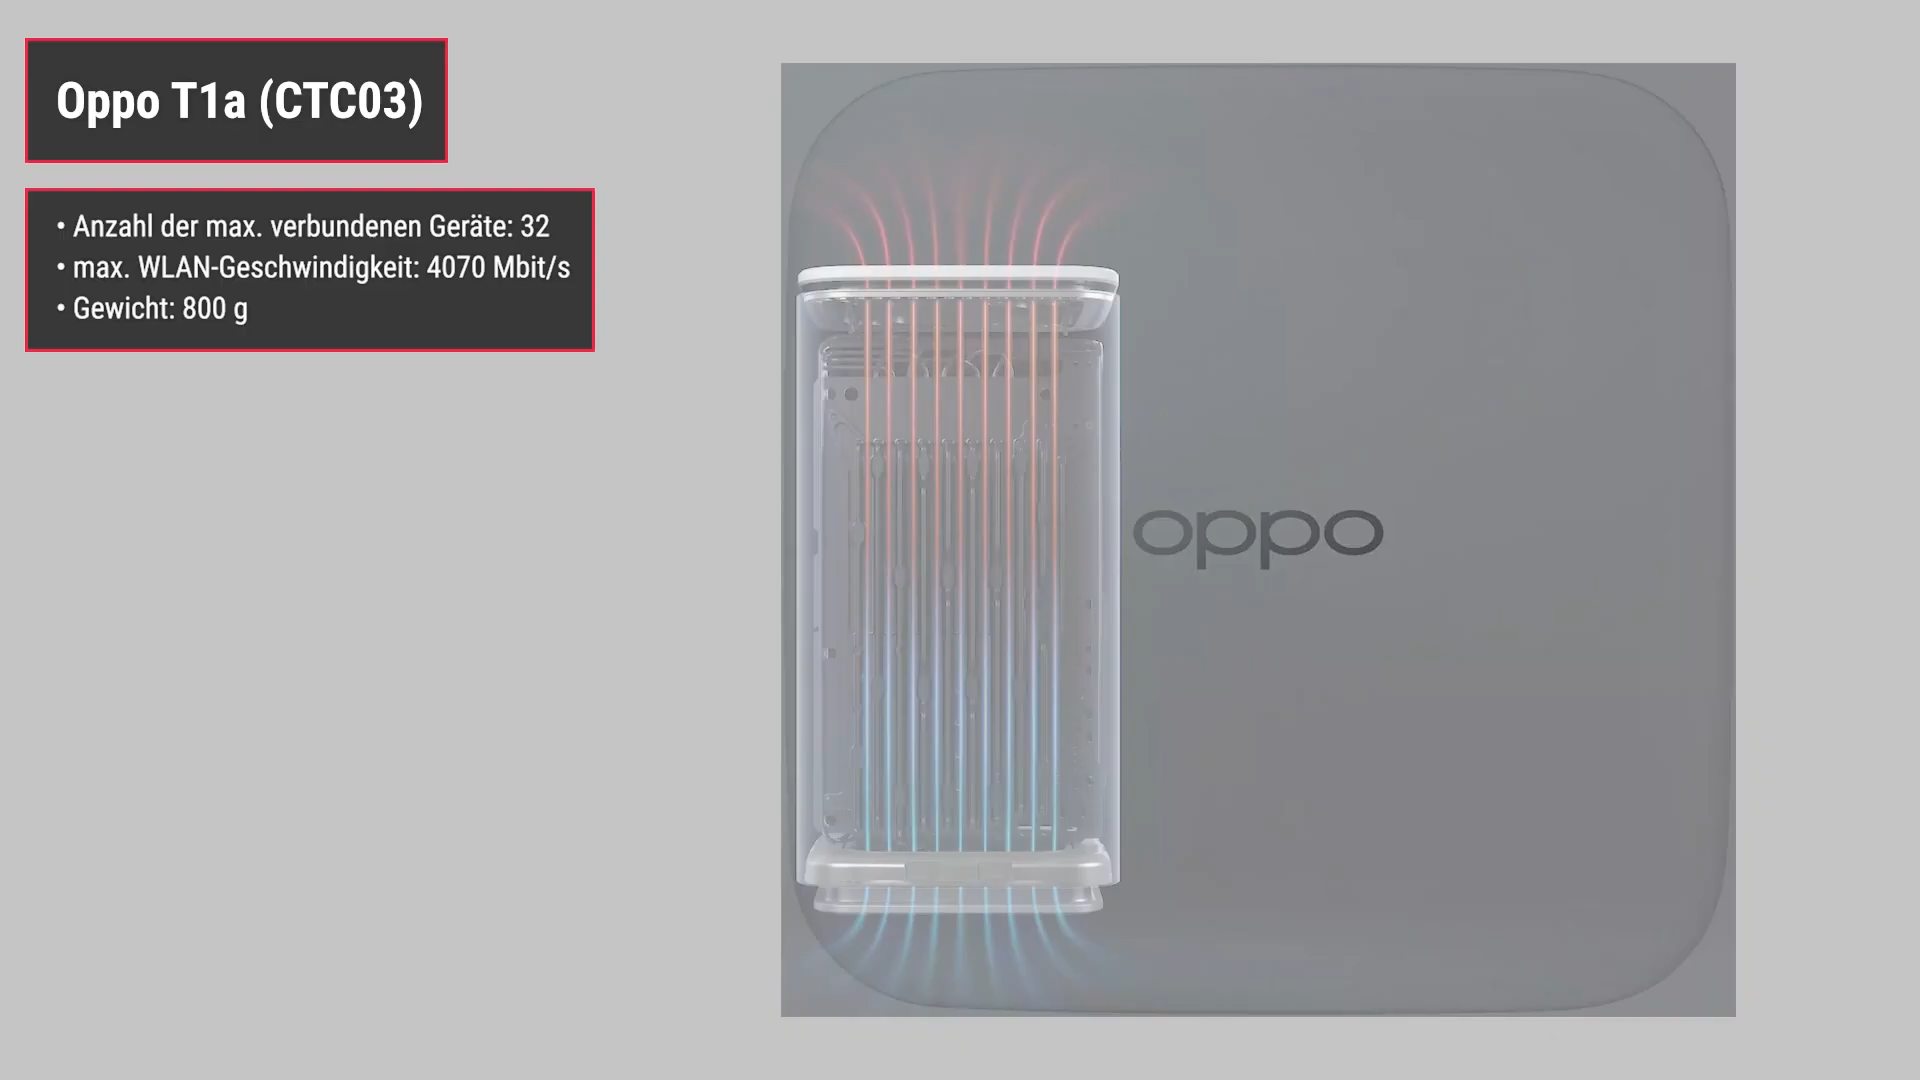 Oppo T1a (CTC03)
• Anzahl der max. verbundenen Geräte: 32
• max. WLAN-Geschwindigkeit: 4070 Mbit/s
• Gewicht: 800 g
oppo